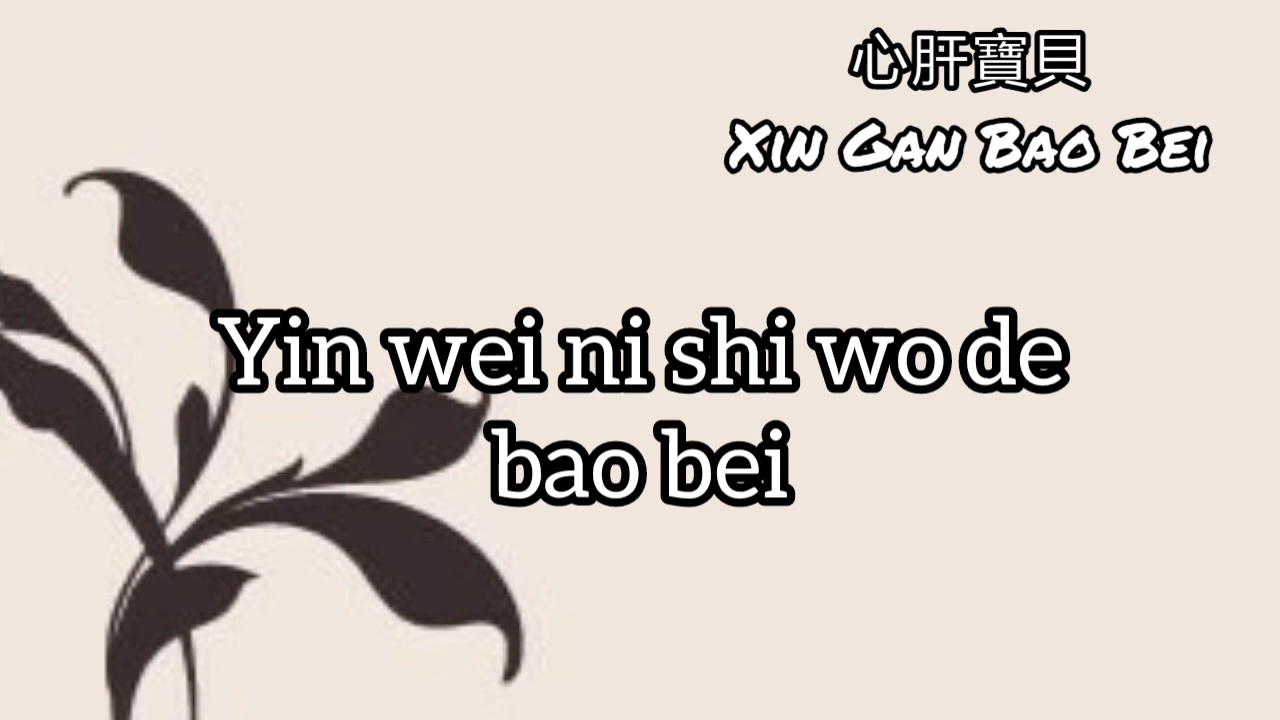 心肝寶貝
Xin Gan Bao Bei
Yin wei ni shi wo de
bao bei